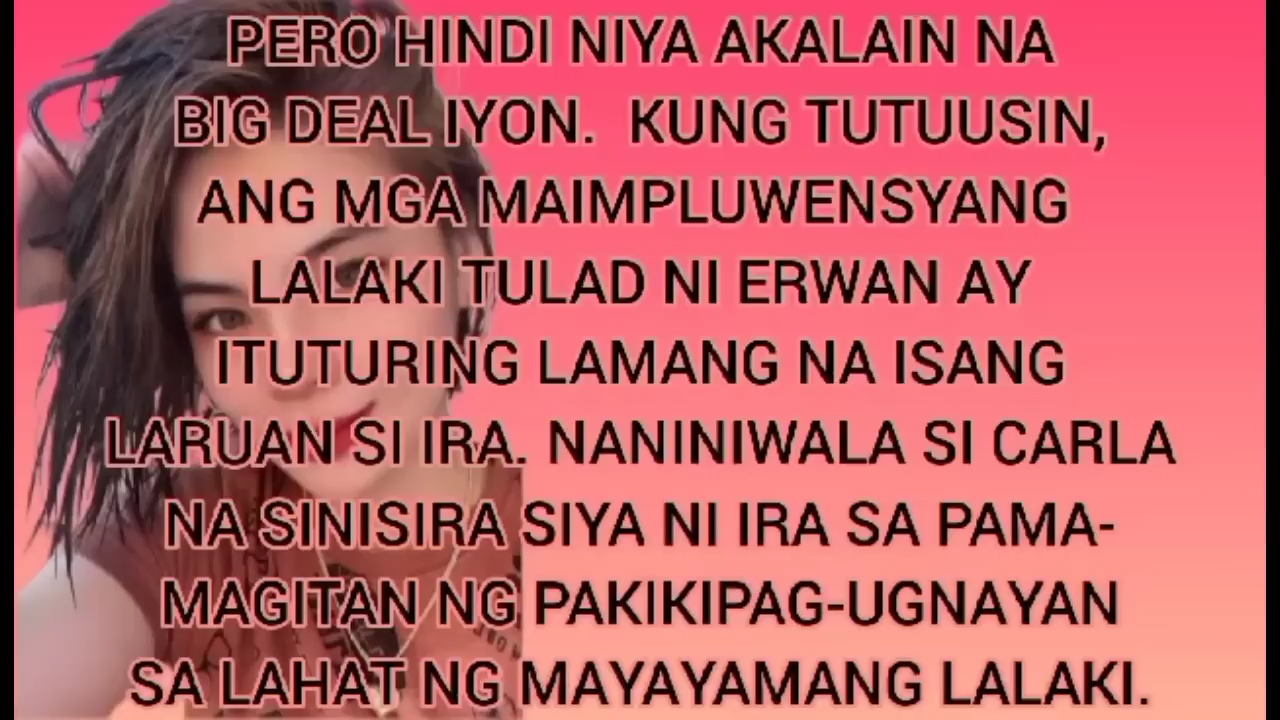 PERO HINDI NIYA AKALAIN NA
BIG DEAL IYON. KUNG TUTUUSIN,
ANG MGA MAIMPLUWENSYANG
LALAKI TULAD NI ERWAN AY
ITUTURING LAMANG NA ISANG
LARUAN SI IRA. NANINIWALA SI CARLA
NA SINISIRA SIYA NI IRA SA PAMA-
MAGITAN NG PAKIKIPAG-UGNAYAN
SA LAHAT NG MAYAYAMANG LALAKI.